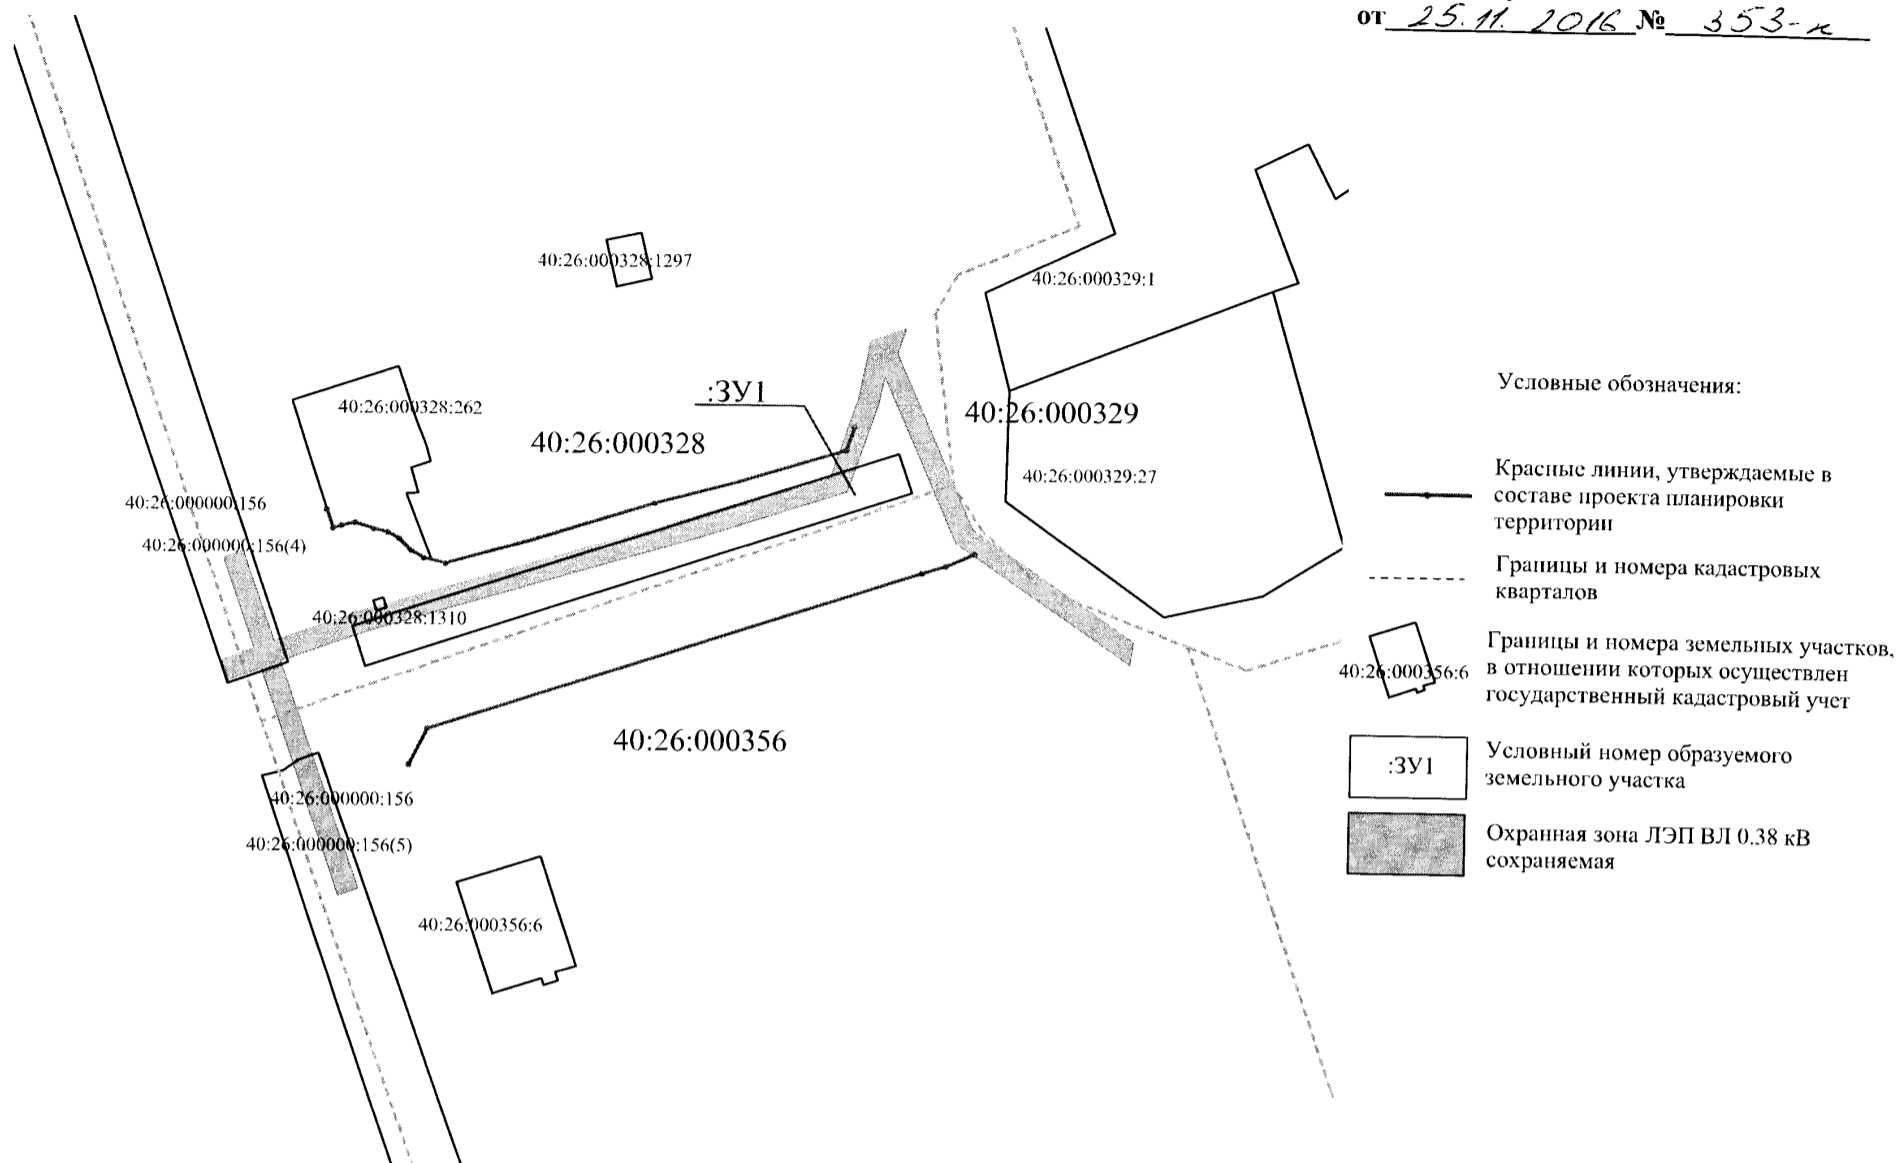 от 25.11.2016 № 353-п
40:26:000328:1297
40:26:000329:1
:ЗУ1
40:26:000328:262
40:26:000328
40:26:000329
40:26:000329:27
40:26:000000:156
40:26:000000:156(4)
40:26:000328:1310
40:26:000356
40:26:000000:156
40:26:000000:156(5)
40:26:000356:6
Условные обозначения:
Красные линии, утверждаемые в
составе проекта планировки
территории
Границы и номера кадастровых
кварталов
40:26:000356:6
Границы и номера земельных участков,
в отношении которых осуществлен
государственный кадастровый учет
:ЗУ1
Условный номер образуемого
земельного участка
Охранная зона ЛЭП ВЛ 0.38 кВ
сохраняемая